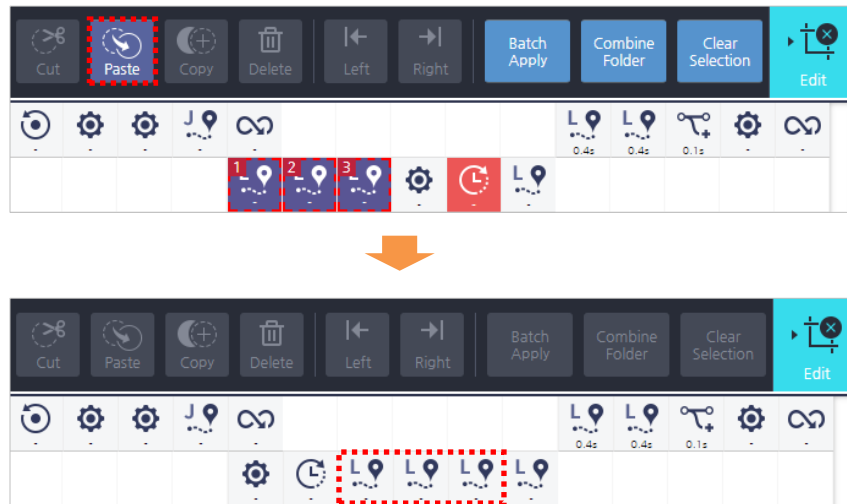 Cut
Paste
Copy
Delete
Left
Right
Batch
Apply
Combine
Folder
Clear
Selection
Edit
- - - J - - L 0.4s L 0.4s 0.1s - -
1 L - 2 L - 3 L - - - L -
Cut
Paste
Copy
Delete
Left
Right
Batch
Apply
Combine
Folder
Clear
Selection
Edit
- - - J - - L 0.4s L 0.4s 0.1s - -
- - L - L - L - L -